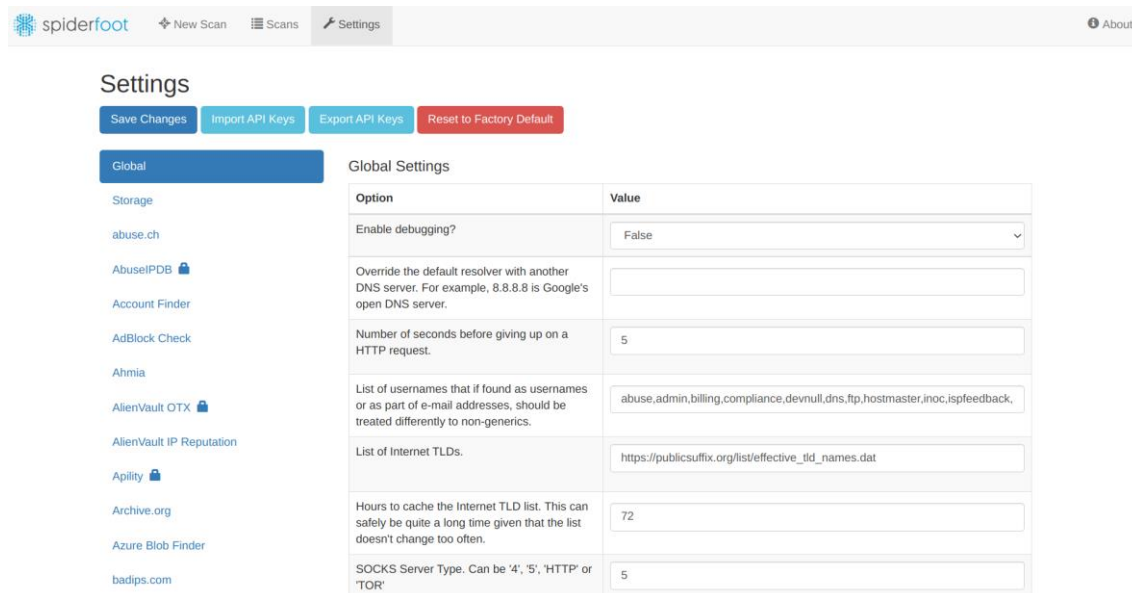 spiderfoot New Scan Scans Settings About
Settings
Save Changes Import API Keys Export API Keys Reset to Factory Default
Global
Storage
abuse.ch
AbuseIPDB
Account Finder
AdBlock Check
Ahmia
AlienVault OTX
AlienVault IP Reputation
Apility
Archive.org
Azure Blob Finder
badips.com
Global Settings
Option Value
Enable debugging? False
Override the default resolver with another
DNS server. For example, 8.8.8.8 is Google's
open DNS server.
Number of seconds before giving up on a
HTTP request.
5
List of usernames that if found as usernames
or as part of e-mail addresses, should be
treated differently to non-generics.
abuse,admin,billing,compliance,devnull,dns,ftp,hostmaster,inoc,ispfeedback,
List of Internet TLDs.
https://publicsuffix.org/list/effective_tld_names.dat
Hours to cache the Internet TLD list. This can
safely be quite a long time given that the list
doesn't change too often.
72
SOCKS Server Type. Can be '4', '5', 'HTTP' or
'TOR'
5